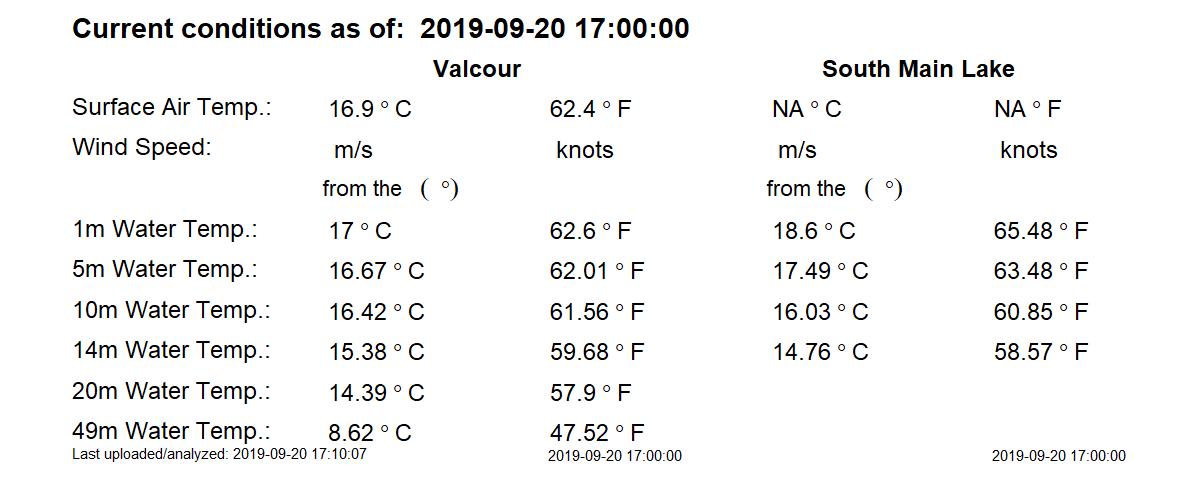 Current conditions as of: 2019-09-20 17:00:00
Valcour South Main Lake
Surface Air Temp.: 16.9 ° C 62.4 ° F NA ° C NA ° F
Wind Speed: m/s knots m/s knots
from the ( °) from the ( °)
1m Water Temp.: 17 ° C 62.6 ° F 18.6 ° C 65.48 ° F
5m Water Temp.: 16.67 ° C 62.01 ° F 17.49 ° C 63.48 ° F
10m Water Temp.: 16.42 ° C 61.56 ° F 16.03 ° C 60.85 ° F
14m Water Temp.: 15.38 ° C 59.68 ° F 14.76 ° C 58.57 ° F
20m Water Temp.: 14.39 ° C 57.9 ° F
49m Water Temp.: 8.62 ° C 47.52 ° F
Last uploaded/analyzed: 2019-09-20 17:10:07 2019-09-20 17:00:00 2019-09-20 17:00:00